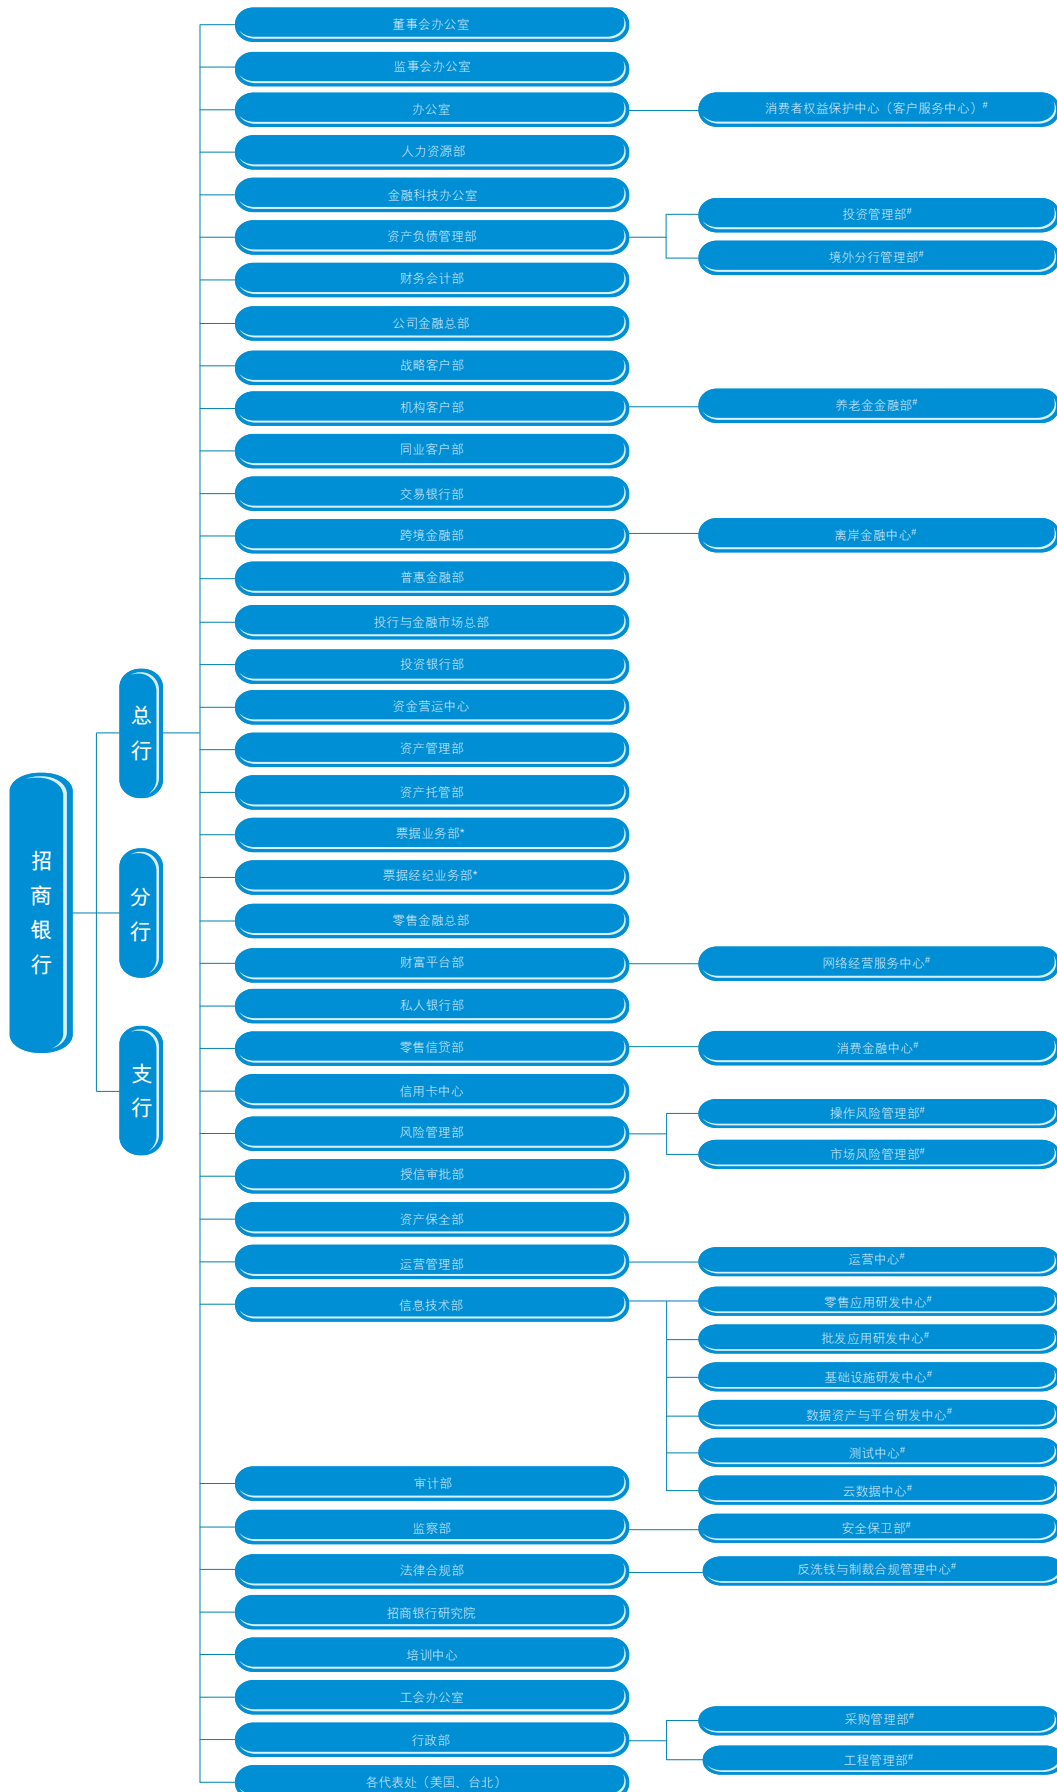 招商银行
总行
分行
支行
董事会办公室
监事会办公室
办公室
消费者权益保护中心（客户服务中心）#
人力资源部
金融科技办公室
资产负债管理部
投资管理部#
境外分行管理部#
财务会计部
公司金融总部
战略客户部
机构客户部
养老金金融部#
同业客户部
交易银行部
跨境金融部
离岸金融中心#
普惠金融部
投行与金融市场总部
投资银行部
资金营运中心
资产管理部
资产托管部
票据业务部*
票据经纪业务部*
零售金融总部
财富平台部
网络经营服务中心#
私人银行部
零售信贷部
消费金融中心#
信用卡中心
风险管理部
操作风险管理部#
市场风险管理部#
授信审批部
资产保全部
运营管理部
运营中心#
信息技术部
零售应用研发中心#
批发应用研发中心#
基础设施研发中心#
数据资产与平台研发中心#
测试中心#
云数据中心#
审计部
监察部
安全保卫部#
法律合规部
反洗钱与制裁合规管理中心#
招商银行研究院
培训中心
工会办公室
行政部
采购管理部#
工程管理部#
各代表处（美国、台北）